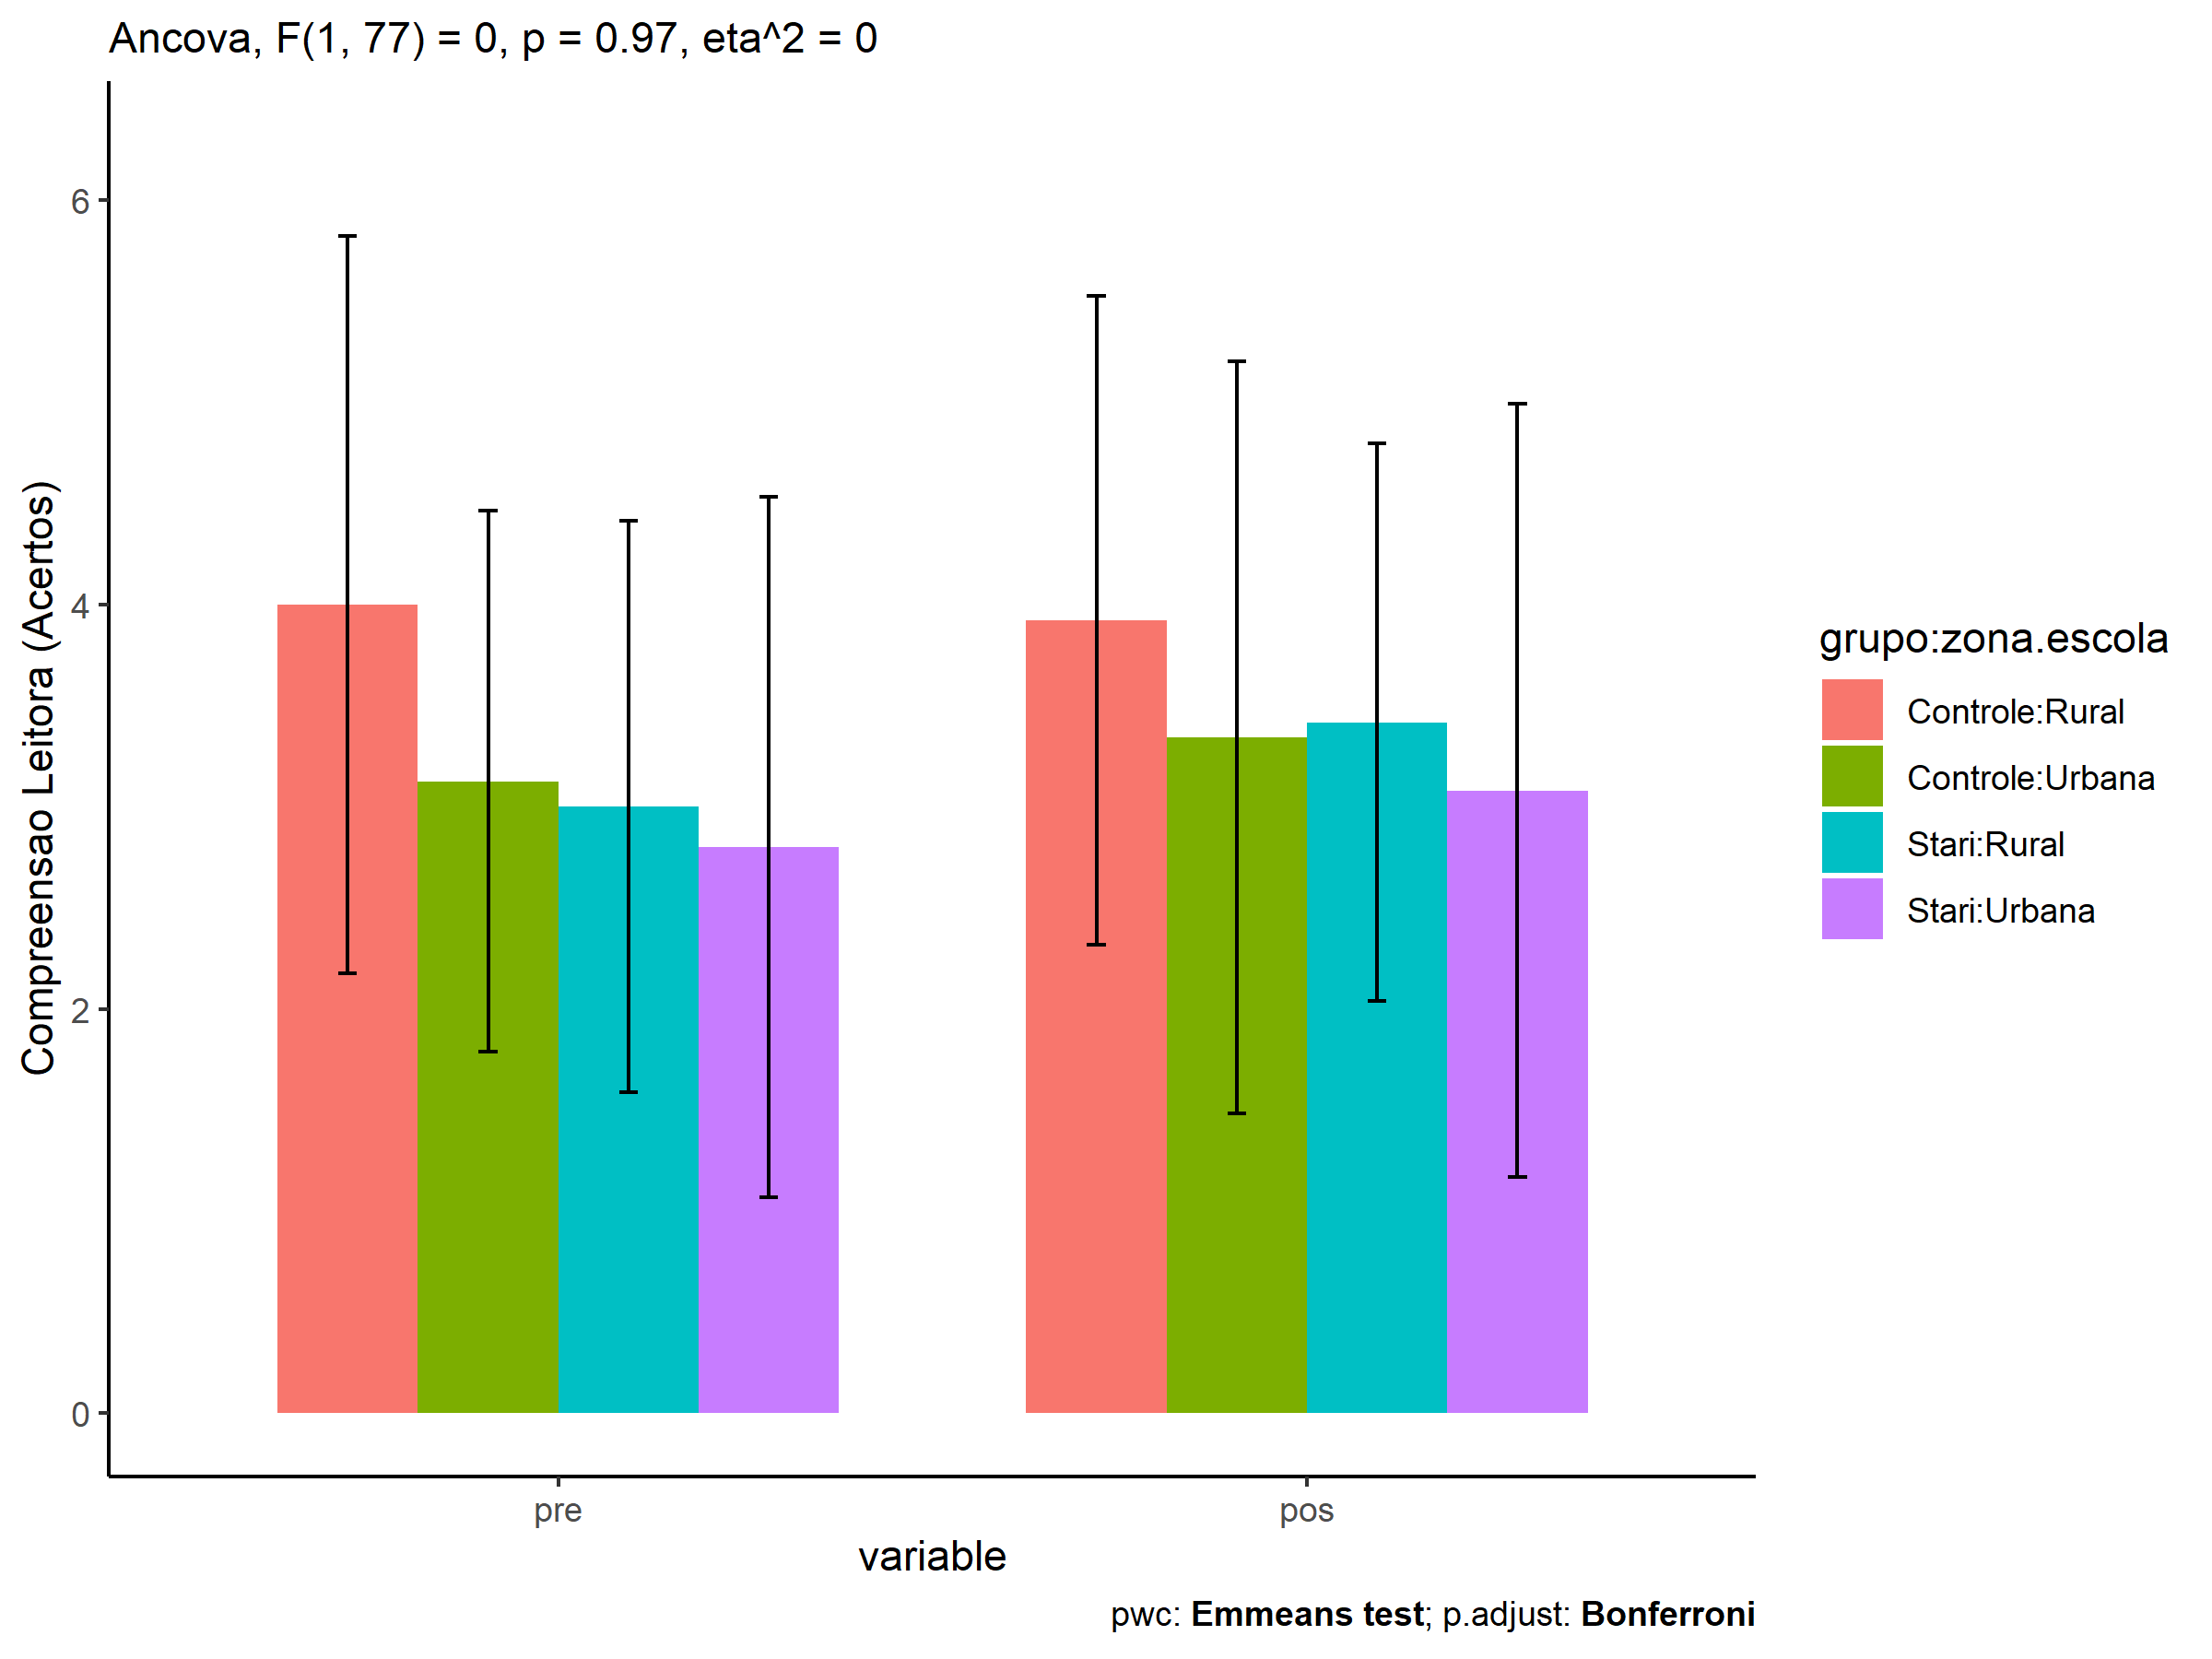 Ancova, F(1, 77) = 0, p = 0.97, eta^2 = 0
Compreensao Leitora (Acertos)
6
4
2
0
pre
pos
variable
grupo:zona.escola
Controle:Rural
Controle:Urbana
Stari:Rural
Stari:Urbana
pwc: Emmeans test; p.adjust: Bonferroni